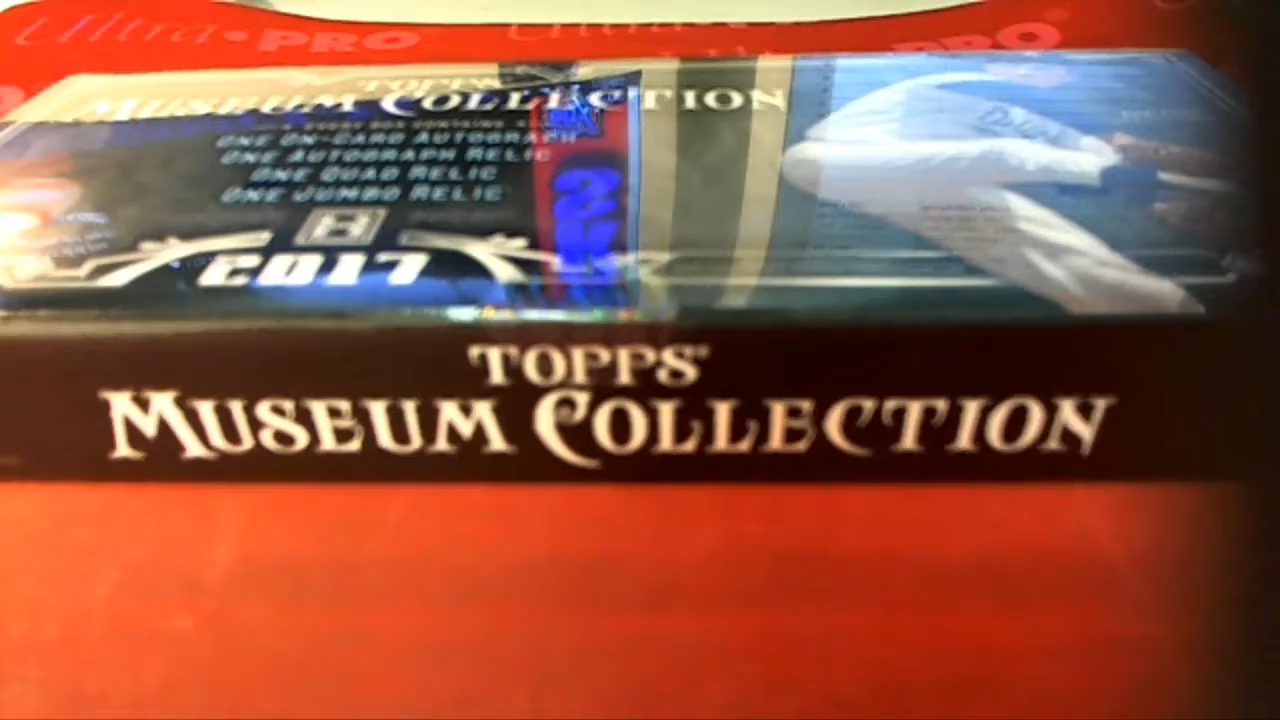 Ultra•PRO
Ultra
PRO
TOPPS
MUSEUM COLLECTION
ONE ON-CARD AUTOGRAPH
ONE AUTOGRAPH RELIC
ONE QUAD RELIC
ONE JUMBO RELIC
2017
TOPPS®
MUSEUM COLLECTION